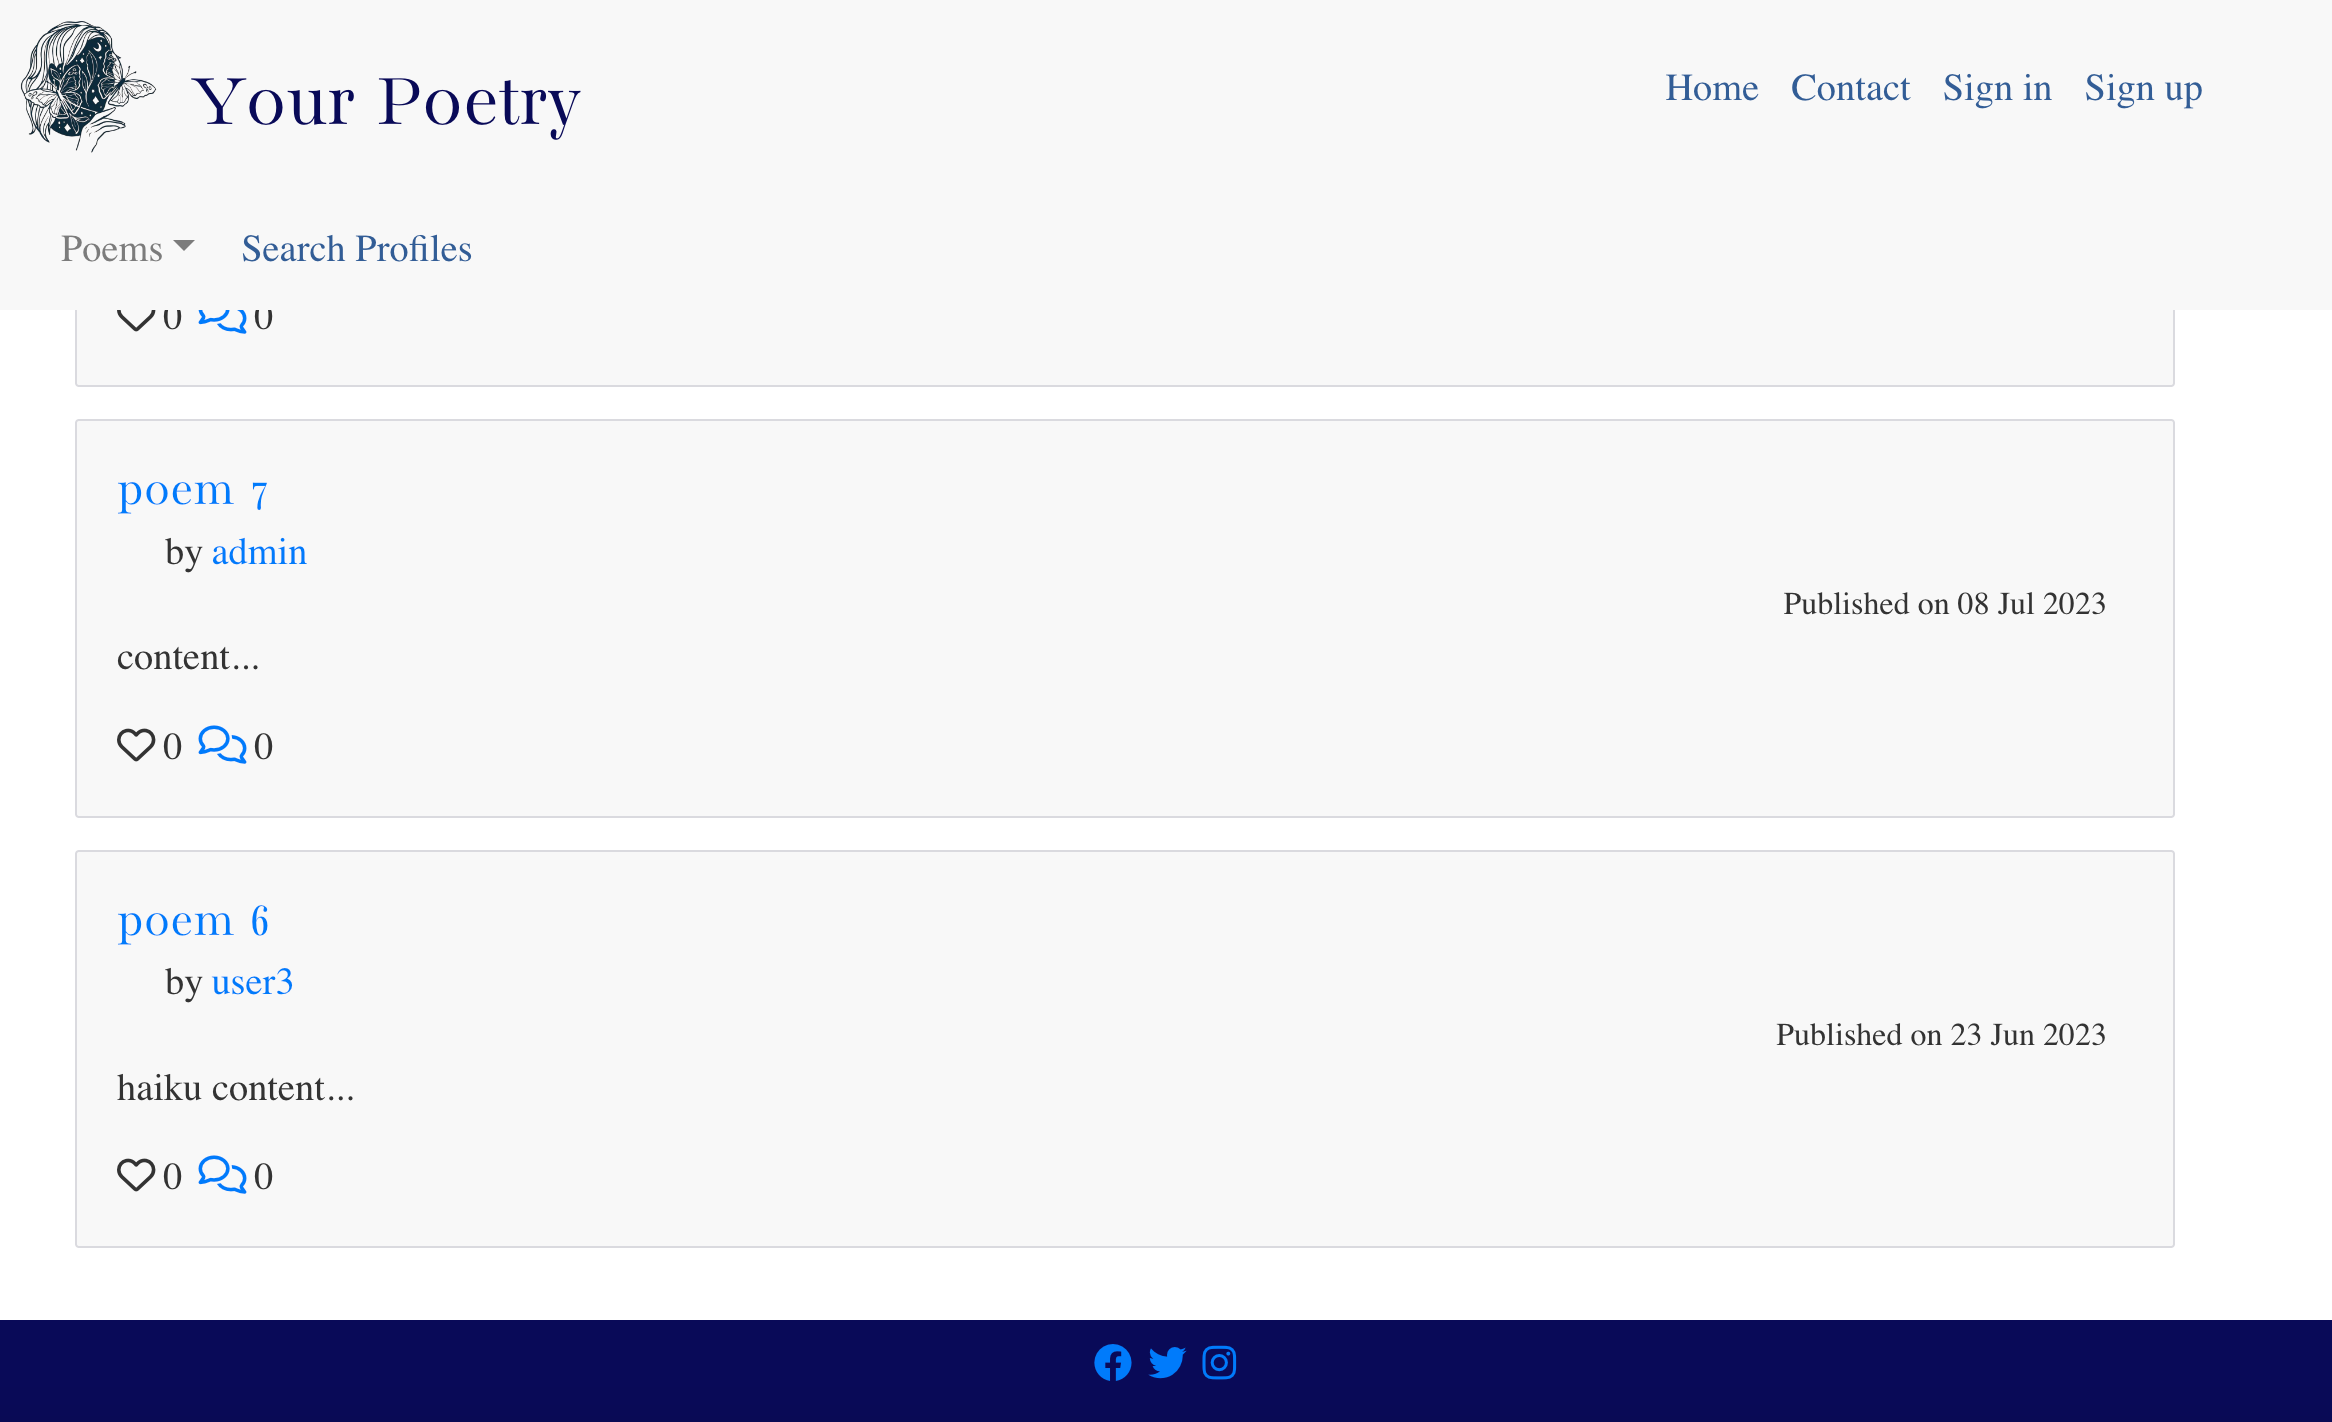 Your Poetry
Home Contact Sign in Sign up
Poems Search Profiles
0 0
poem 7
by admin
Published on 08 Jul 2023
content...
0 0
poem 6
by user3
Published on 23 Jun 2023
haiku content...
0 0